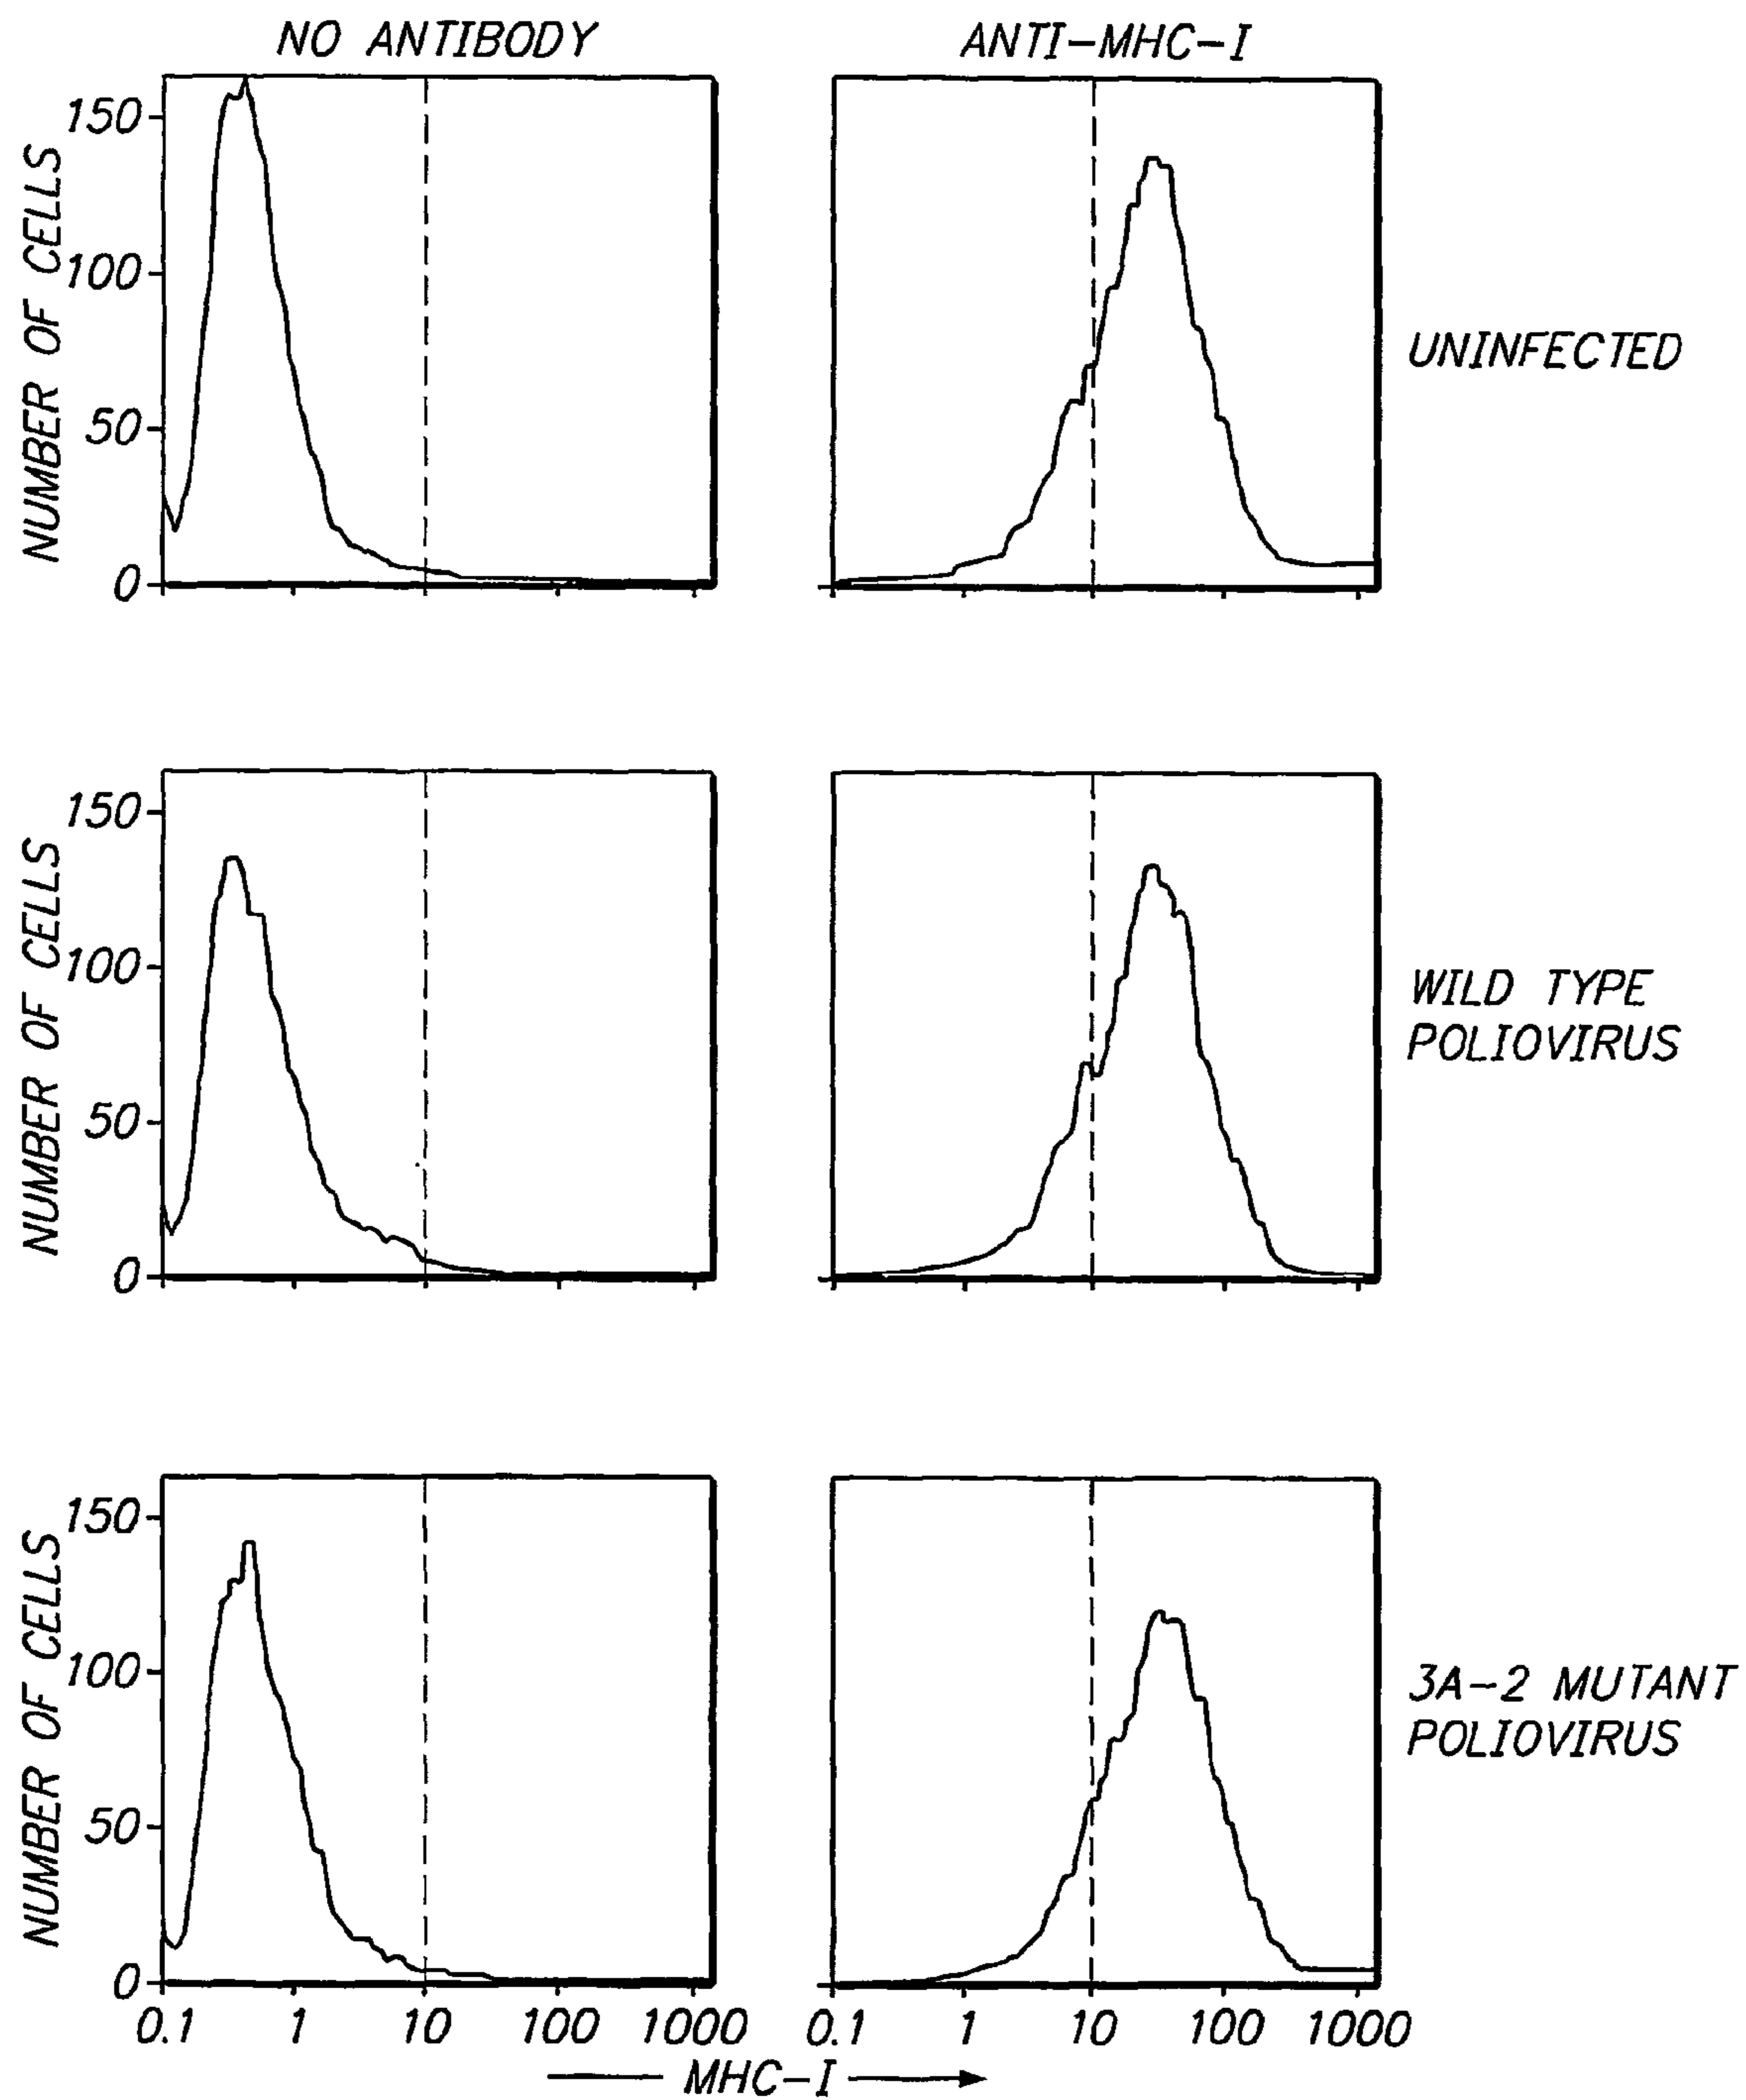 NO ANTIBODY
ANTI-MHC-I
NUMBER OF CELLS
150
100
50
0
UNINFECTED
NUMBER OF CELLS
150
100
50
0
WILD TYPE
POLIOVIRUS
NUMBER OF CELLS
150
100
50
0
3A-2 MUTANT
POLIOVIRUS
0.1 1 10 100 1000
0.1 1 10 100 1000
MHC-I